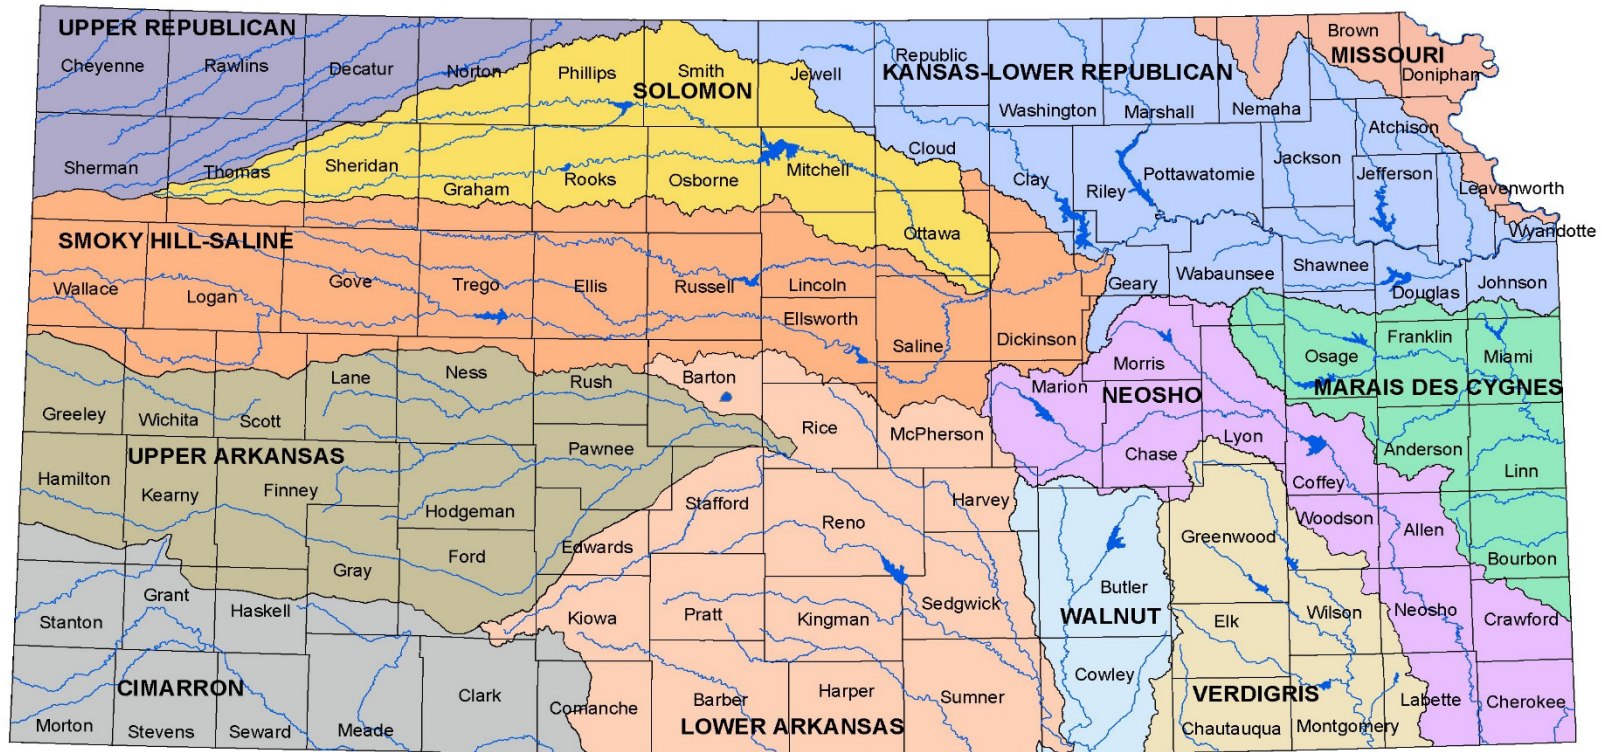 UPPER REPUBLICAN
Cheyenne
Rawlins
Decatur
Norton
Phillips
Smith
SOLOMON
Jewell
Republic
KANSAS-LOWER REPUBLICAN
Washington
Marshall
Nemaha
Brown
MISSOURI
Doniphan
Sherman
Thomas
Sheridan
Graham
Rooks
Osborne
Mitchell
Cloud
Clay
Riley
Pottawatomie
Jackson
Atchison
Jefferson
Leavenworth
Wyandotte
SMOKY HILL-SALINE
Wallace
Logan
Gove
Trego
Ellis
Russell
Lincoln
Ottawa
Ellsworth
Saline
Dickinson
Geary
Wabaunsee
Shawnee
Douglas
Johnson
Morris
Osage
Franklin
Miami
MARAIS DES CYGNES
Greeley
Wichita
Scott
Lane
Ness
Rush
Barton
Rice
McPherson
Marion
NEOSHO
Chase
Lyon
Coffey
Anderson
Linn
UPPER ARKANSAS
Hamilton
Kearny
Finney
Hodgeman
Pawnee
Stafford
Reno
Harvey
Edwards
Ford
Gray
Greenwood
Woodson
Allen
Bourbon
Butler
WALNUT
Stanton
Grant
Haskell
Kiowa
Pratt
Kingman
Sedgwick
Elk
Wilson
Neosho
Crawford
CIMARRON
Morton
Stevens
Seward
Meade
Clark
Comanche
Barber
Harper
Sumner
LOWER ARKANSAS
Cowley
VERDIGRIS
Chautauqua
Montgomery
Labette
Cherokee